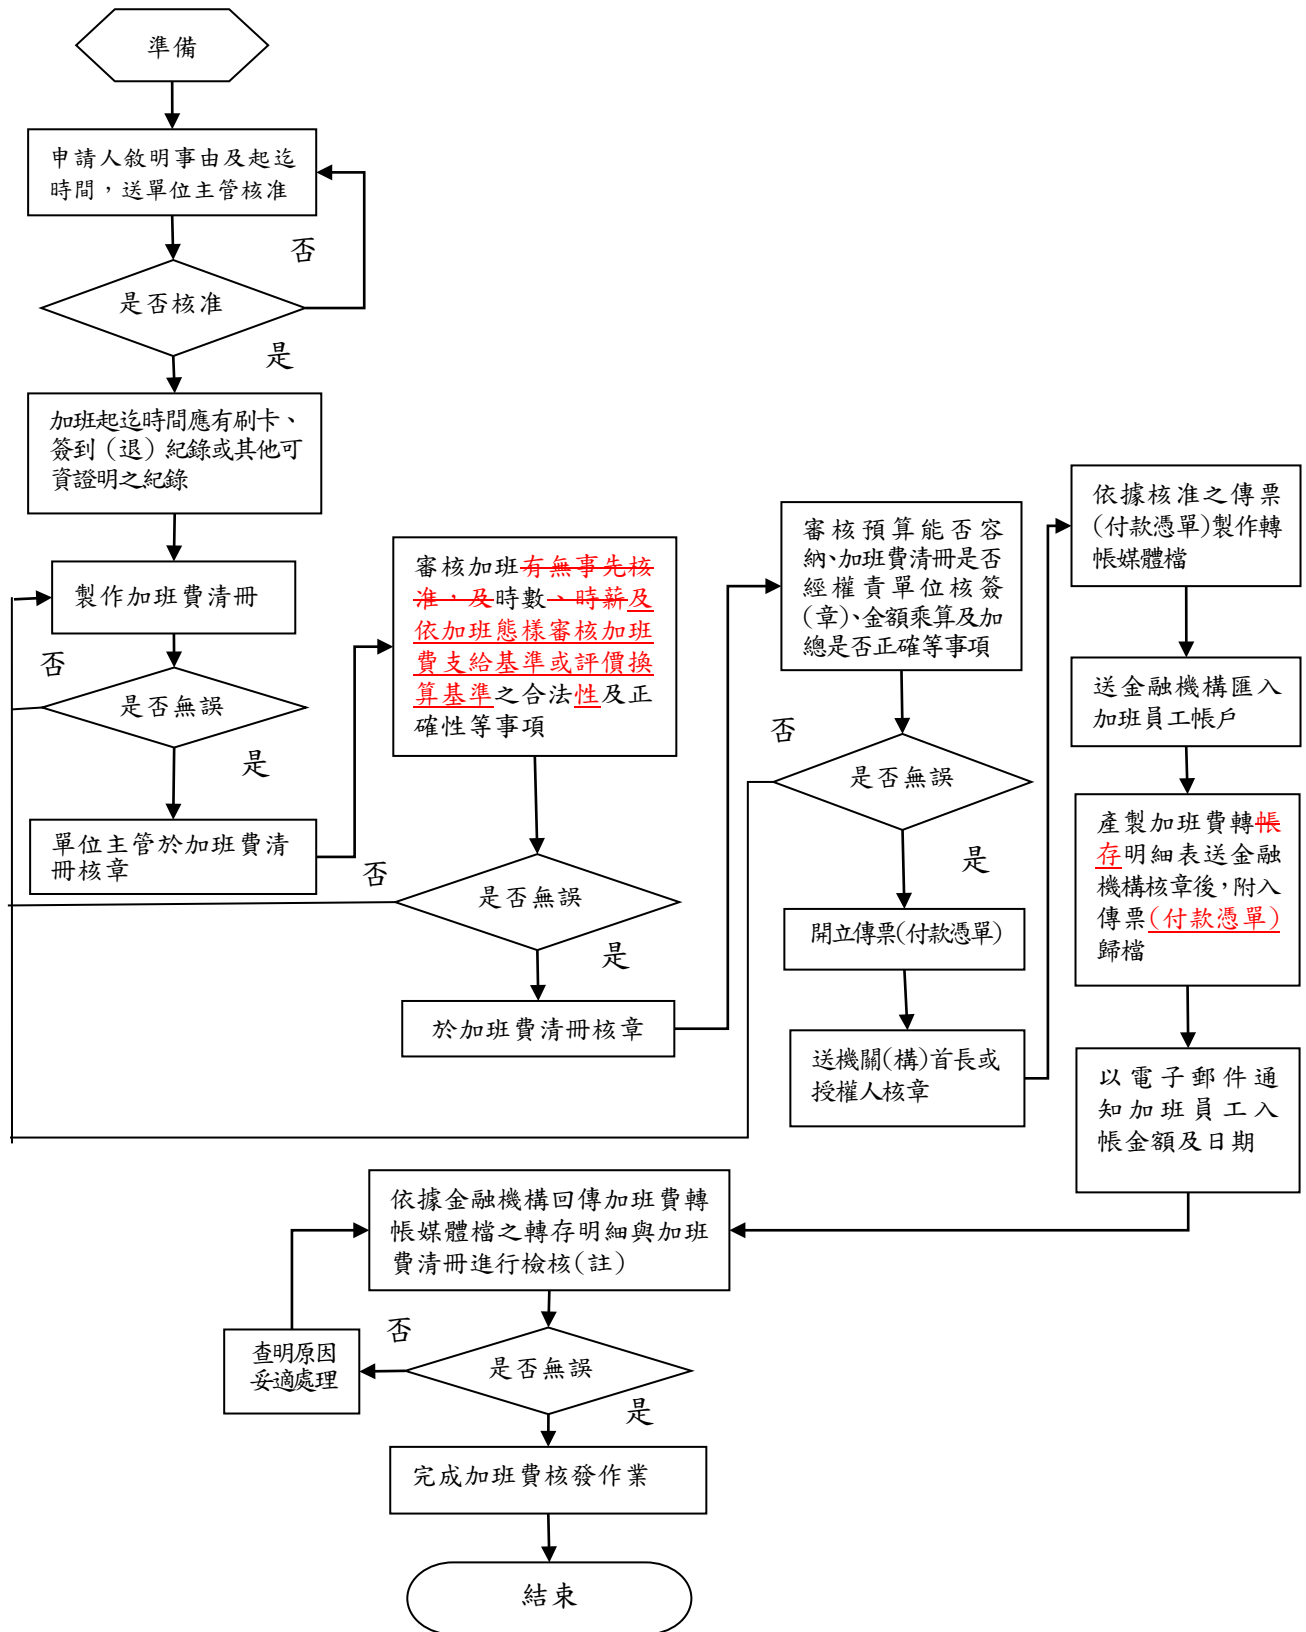 準備
申請人敘明事由及起迄
時間，送單位主管核准
否
是否核准
是
加班起迄時間應有刷卡、
簽到（退）紀錄或其他可
資證明之紀錄
製作加班費清冊
否
是否無誤
是
單位主管於加班費清
冊核章
審核加班有無事先核
准，及時數、時薪及
依加班態樣審核加班
費支給基準或評價換
算基準之合法性及正
確性等事項
否
是否無誤
是
於加班費清冊核章
審核預算能否容
納、加班費清冊是否
經權責單位核簽
(章)、金額乘算及加
總是否正確等事項
否
是否無誤
是
開立傳票(付款憑單)
送機關(構)首長或
授權人核章
依據核准之傳票
(付款憑單)製作轉
帳媒體檔
送金融機構匯入
加班員工帳戶
產製加班費轉帳
存明細表送金融
機構核章後，附入
傳票(付款憑單)
歸檔
以電子郵件通
知加班員工入
帳金額及日期
依據金融機構回傳加班費轉
帳媒體檔之轉存明細與加班
費清冊進行檢核(註)
否
查明原因
妥適處理
是否無誤
是
完成加班費核發作業
結束